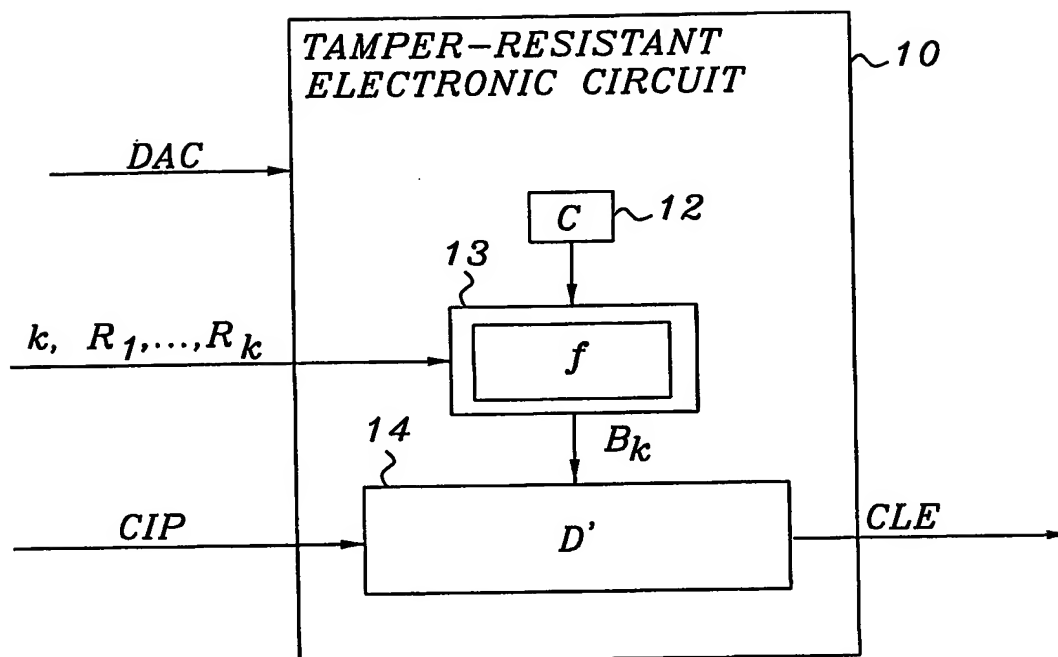 TAMPER-RESISTANT
ELECTRONIC CIRCUIT
10
DAC
C
12
13
k, R1,...,Rk
f
14
Bk
CIP
D'
CLE